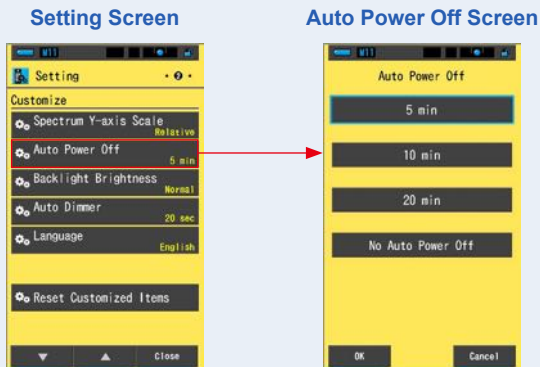 Setting Screen
M11
Setting
Customize
Spectrum Y-axis Scale
Relative
Auto Power Off
5 min
Backlight Brightness
Normal
Auto Dimmer
20 sec
Language
English
Reset Customized Items
▼ ▲ Close
Auto Power Off Screen
M11
Auto Power Off
5 min
10 min
20 min
No Auto Power Off
OK Cancel